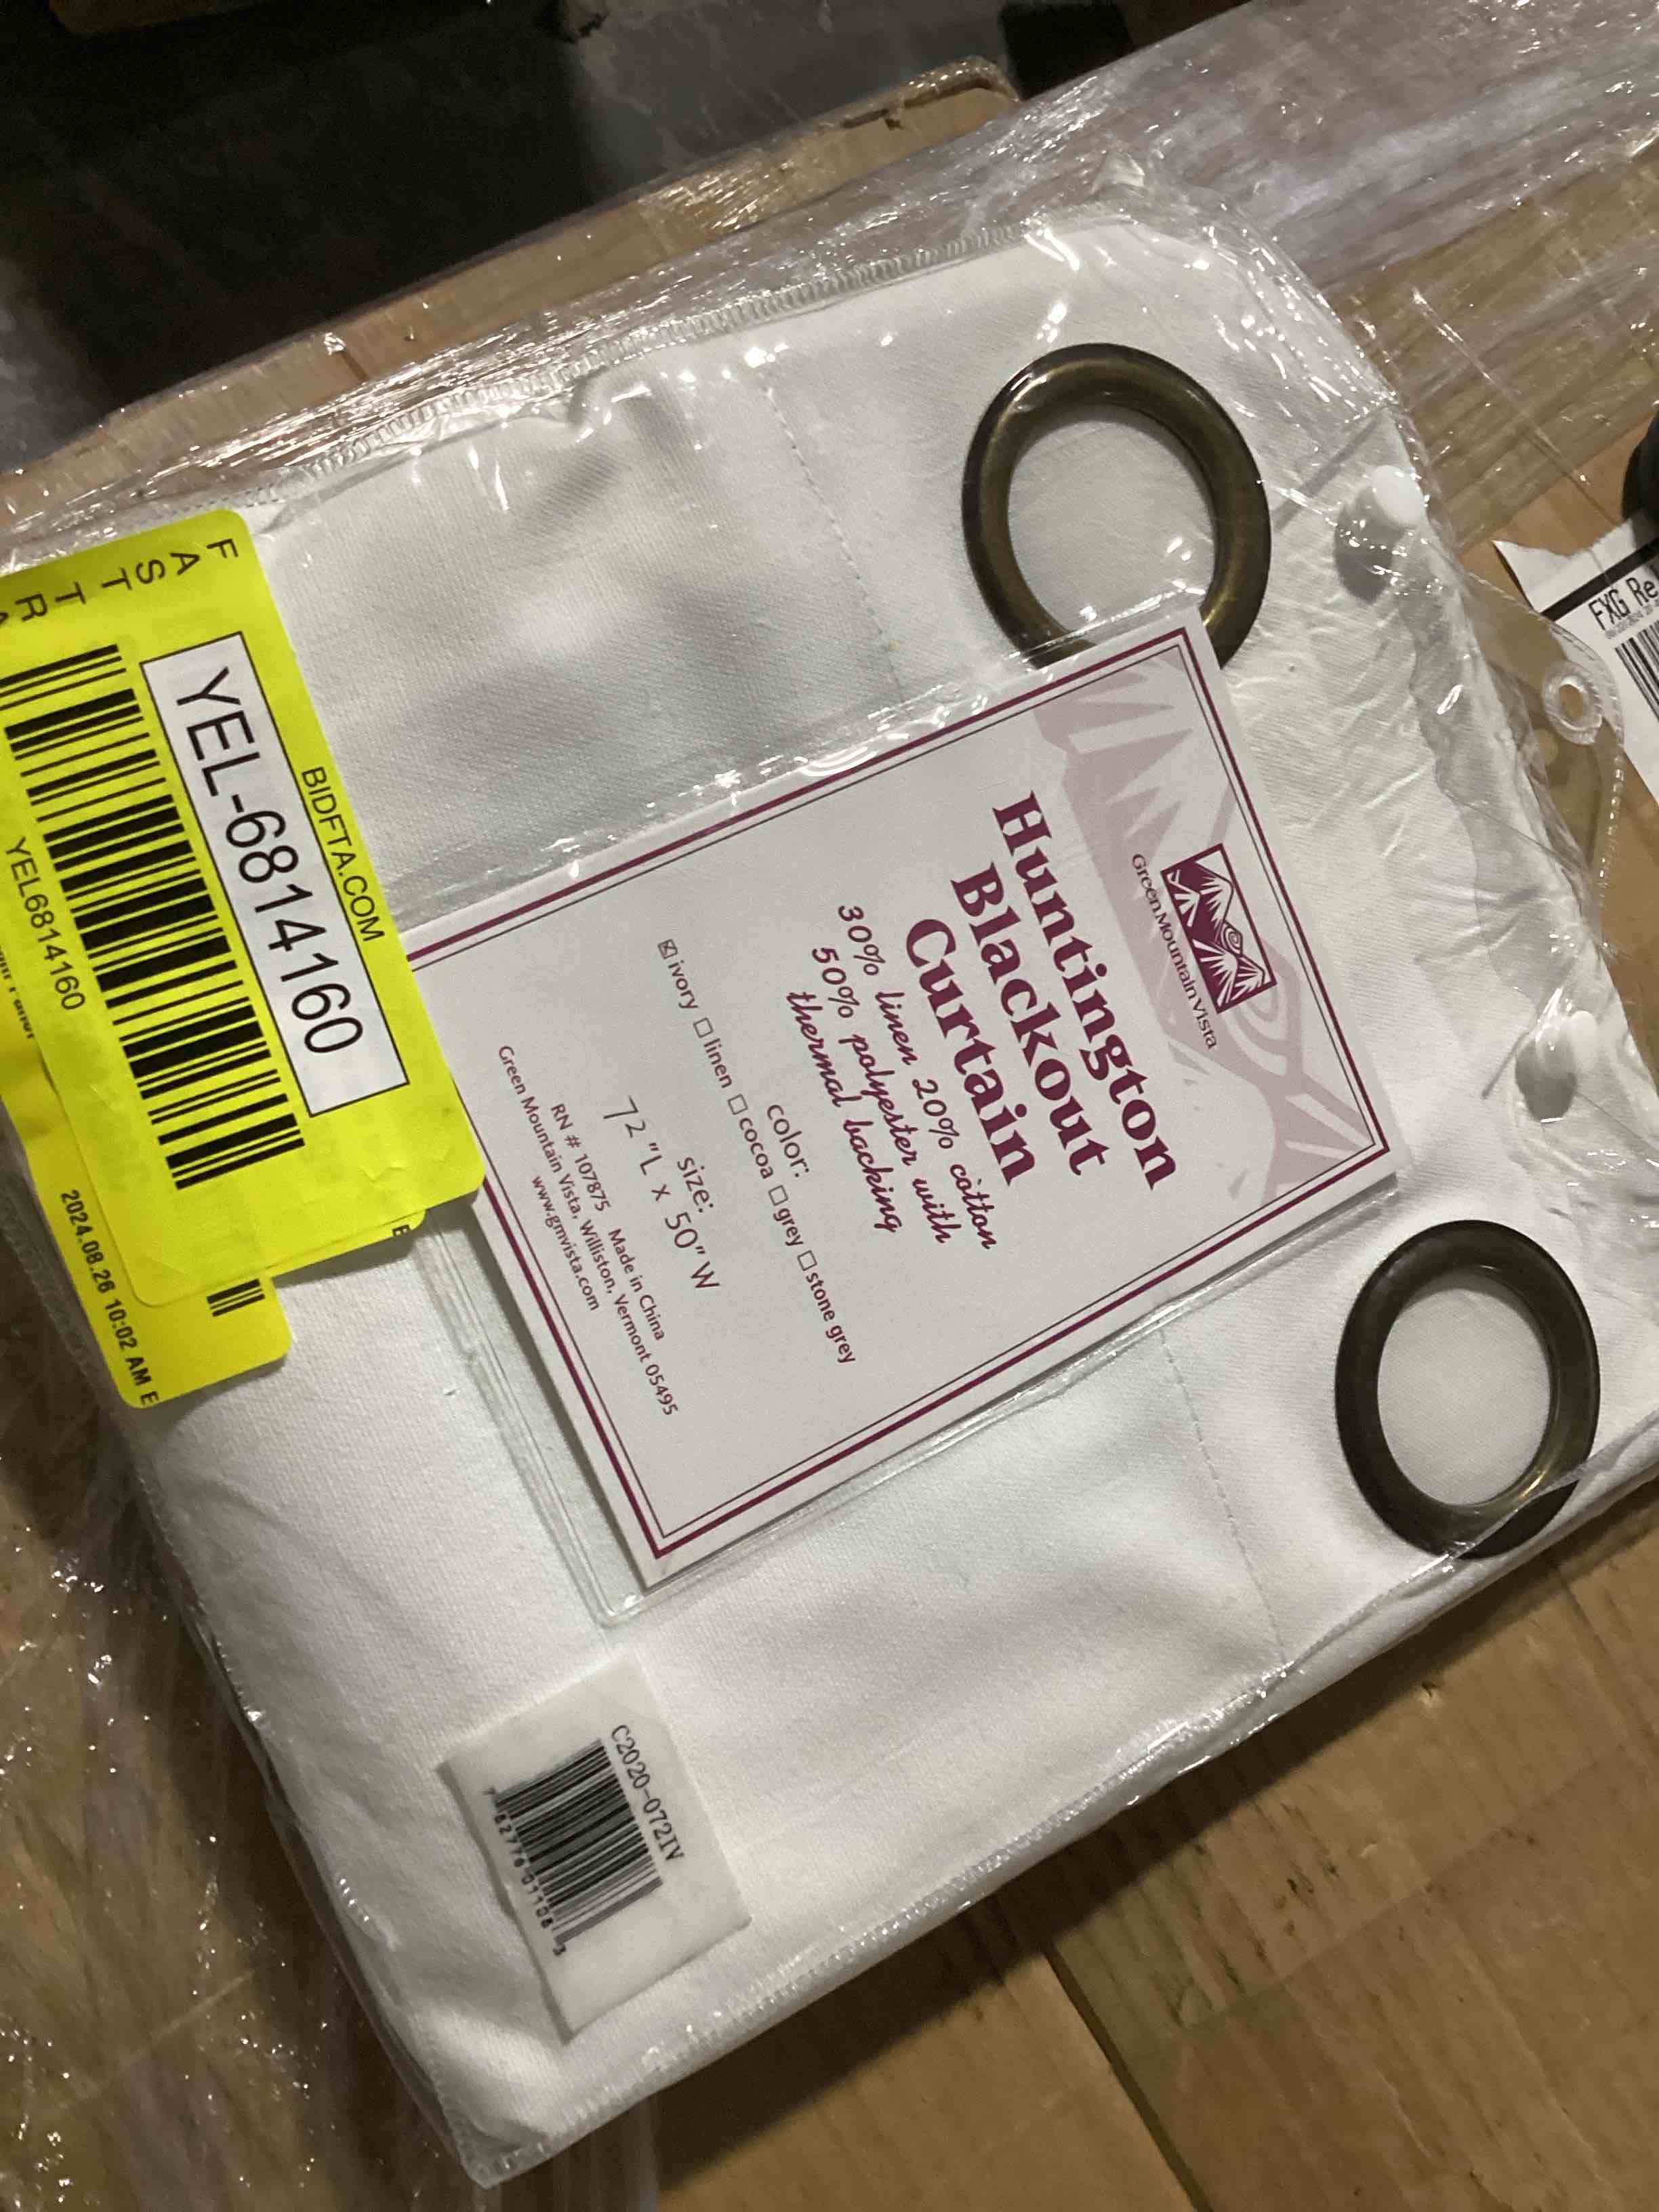 FAST TR
BIDFTA.COM
YEL-6814160
YEL6814160
2024.08.26 10:02 AM E
E
Green Mountain Vista
Huntington
Blackout
Curtain
30% linen 20% cotton
50% polyester with
thermal backing
color:
☒ ivory ☐ linen ☐ cocoa ☐ grey ☐ stone grey
size:
72"L x 50"W
RN # 107875 Made in China
Green Mountain Vista, Williston, Vermont 05495
www.gmvista.com
C2020-072IV
FXG Re